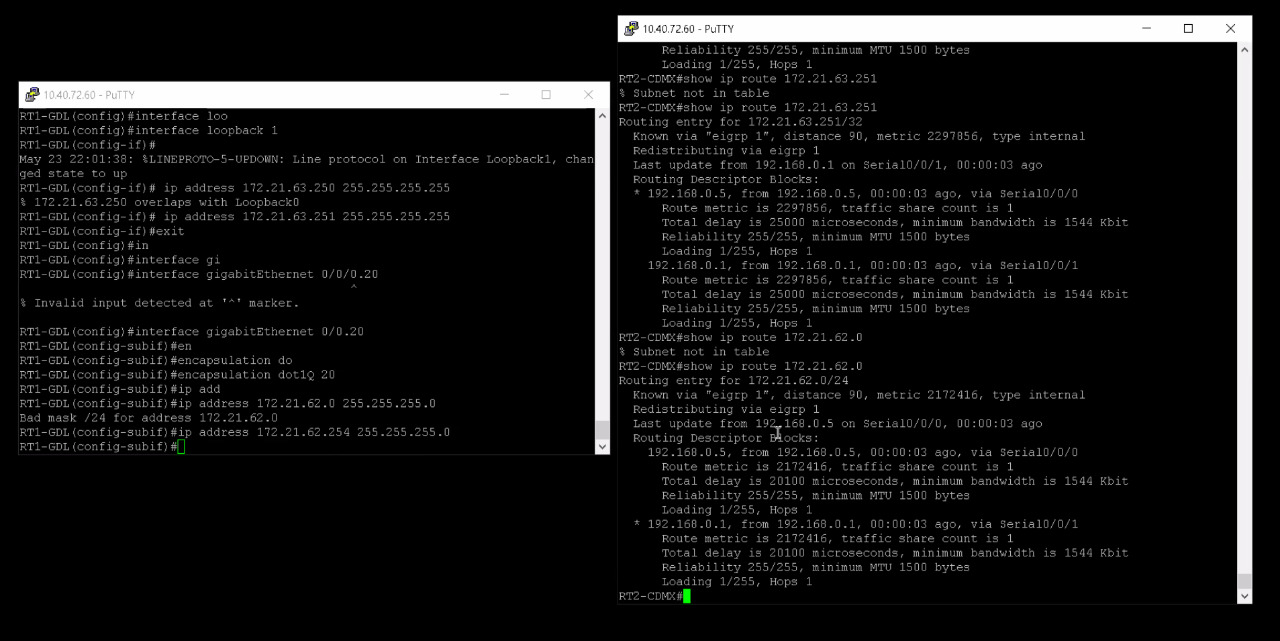 10.40.72.60 - PuTTY
RT1-GDL(config)#interface loo
RT1-GDL(config)#interface loopback 1
RT1-GDL(config-if)#
May 23 22:01:38: %LINEPROTO-5-UPDOWN: Line protocol on Interface Loopback1, chan
ged state to up
RT1-GDL(config-if)# ip address 172.21.63.250 255.255.255.255
% 172.21.63.250 overlaps with Loopback0
RT1-GDL(config-if)# ip address 172.21.63.251 255.255.255.255
RT1-GDL(config-if)#exit
RT1-GDL(config)#in
RT1-GDL(config)#interface gi
RT1-GDL(config)#interface gigabitEthernet 0/0/0.20
^
% Invalid input detected at '^' marker.
RT1-GDL(config)#interface gigabitEthernet 0/0.20
RT1-GDL(config-subif)#en
RT1-GDL(config-subif)#encapsulation do
RT1-GDL(config-subif)#encapsulation dot1Q 20
RT1-GDL(config-subif)#ip add
RT1-GDL(config-subif)#ip address 172.21.62.0 255.255.255.0
Bad mask /24 for address 172.21.62.0
RT1-GDL(config-subif)#ip address 172.21.62.254 255.255.255.0
RT1-GDL(config-subif)#
10.40.72.60 - PuTTY
Reliability 255/255, minimum MTU 1500 bytes
Loading 1/255, Hops 1
RT2-CDMX#show ip route 172.21.63.251
% Subnet not in table
RT2-CDMX#show ip route 172.21.63.251
Routing entry for 172.21.63.251/32
Known via "eigrp 1", distance 90, metric 2297856, type internal
Redistributing via eigrp 1
Last update from 192.168.0.1 on Serial0/0/1, 00:00:03 ago
Routing Descriptor Blocks:
* 192.168.0.5, from 192.168.0.5, 00:00:03 ago, via Serial0/0/0
Route metric is 2297856, traffic share count is 1
Total delay is 25000 microseconds, minimum bandwidth is 1544 Kbit
Reliability 255/255, minimum MTU 1500 bytes
Loading 1/255, Hops 1
192.168.0.1, from 192.168.0.1, 00:00:03 ago, via Serial0/0/1
Route metric is 2297856, traffic share count is 1
Total delay is 25000 microseconds, minimum bandwidth is 1544 Kbit
Reliability 255/255, minimum MTU 1500 bytes
Loading 1/255, Hops 1
RT2-CDMX#show ip route 172.21.62.0
% Subnet not in table
RT2-CDMX#show ip route 172.21.62.0
Routing entry for 172.21.62.0/24
Known via "eigrp 1", distance 90, metric 2172416, type internal
Redistributing via eigrp 1
Last update from 192.168.0.5 on Serial0/0/0, 00:00:03 ago
Routing Descriptor Blocks:
192.168.0.5, from 192.168.0.5, 00:00:03 ago, via Serial0/0/0
Route metric is 2172416, traffic share count is 1
Total delay is 20100 microseconds, minimum bandwidth is 1544 Kbit
Reliability 255/255, minimum MTU 1500 bytes
Loading 1/255, Hops 1
* 192.168.0.1, from 192.168.0.1, 00:00:03 ago, via Serial0/0/1
Route metric is 2172416, traffic share count is 1
Total delay is 20100 microseconds, minimum bandwidth is 1544 Kbit
Reliability 255/255, minimum MTU 1500 bytes
Loading 1/255, Hops 1
RT2-CDMX#